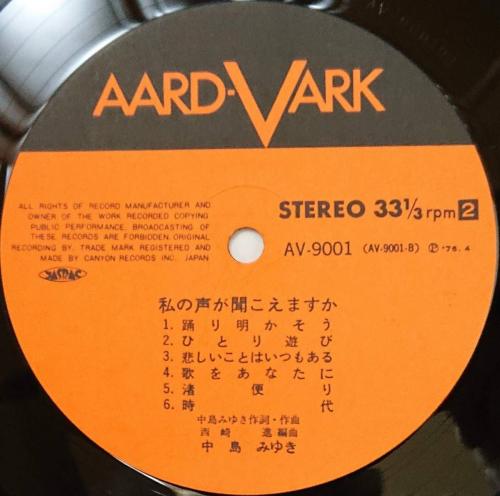 AARD-VARK
ALL RIGHTS OF RECORD MANUFACTURER AND
OWNER OF THE WORK RECORDED COPYING
PUBLIC PERFORMANCE, BROADCASTING OF
THESE RECORDS ARE FORBIDDEN. ORIGINAL
RECORDING BY, TRADE MARK REGISTERED AND
MADE BY CANYON RECORDS INC. JAPAN
JASRAC
STEREO 33 1/3 rpm 2
AV-9001 (AV-9001-B) Ⓟ '76. 4
私の声が聞こえますか
1. 踊り明かそう
2. ひとり遊び
3. 悲しいことはいつもある
4. 歌をあなたに
5. 渚便り
6. 時代
中島みゆき作詞・作曲
西崎進編曲
中島みゆき